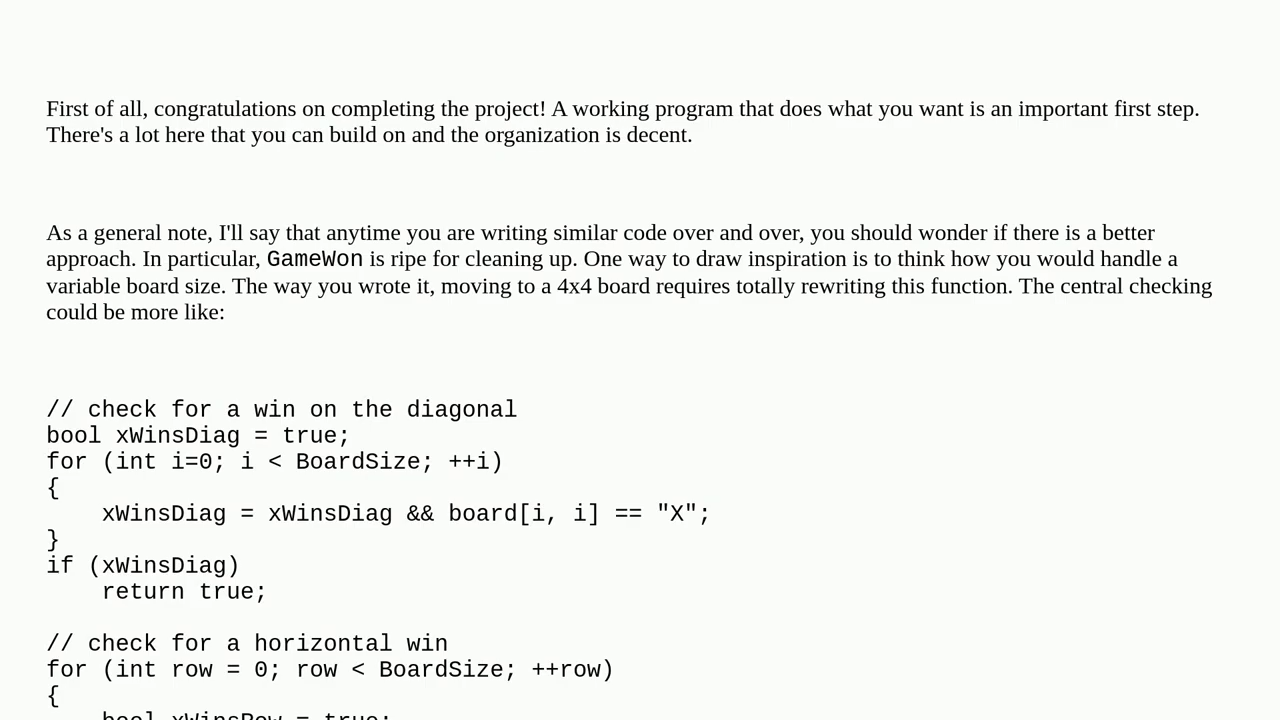 First of all, congratulations on completing the project! A working program that does what you want is an important first step.
There's a lot here that you can build on and the organization is decent.
As a general note, I'll say that anytime you are writing similar code over and over, you should wonder if there is a better
approach. In particular, GameWon is ripe for cleaning up. One way to draw inspiration is to think how you would handle a
variable board size. The way you wrote it, moving to a 4x4 board requires totally rewriting this function. The central checking
could be more like:
// check for a win on the diagonal
bool xWinsDiag = true;
for (int i=0; i < BoardSize; ++i)
{
    xWinsDiag = xWinsDiag && board[i, i] == "X";
}
if (xWinsDiag)
    return true;
// check for a horizontal win
for (int row = 0; row < BoardSize; ++row)
{
    bool xWinsRow = true;